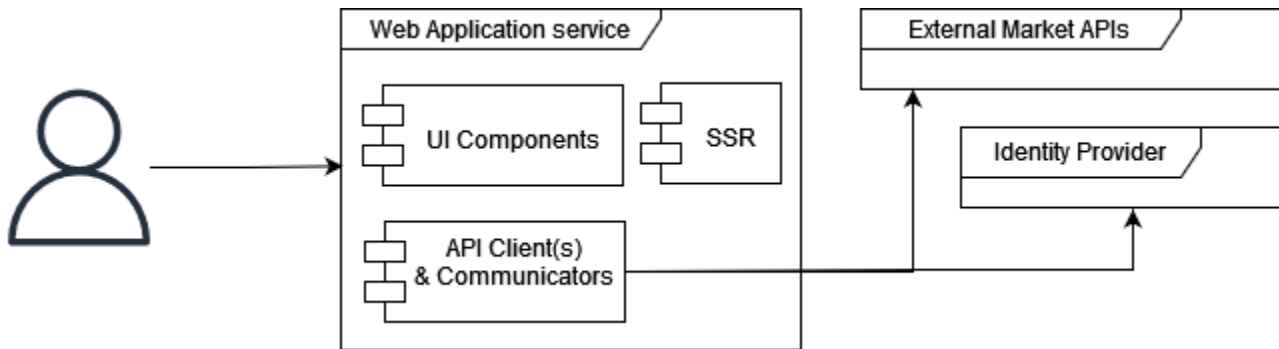 Web Application service
External Market APIs
UI Components
SSR
Identity Provider
API Client(s)
& Communicators